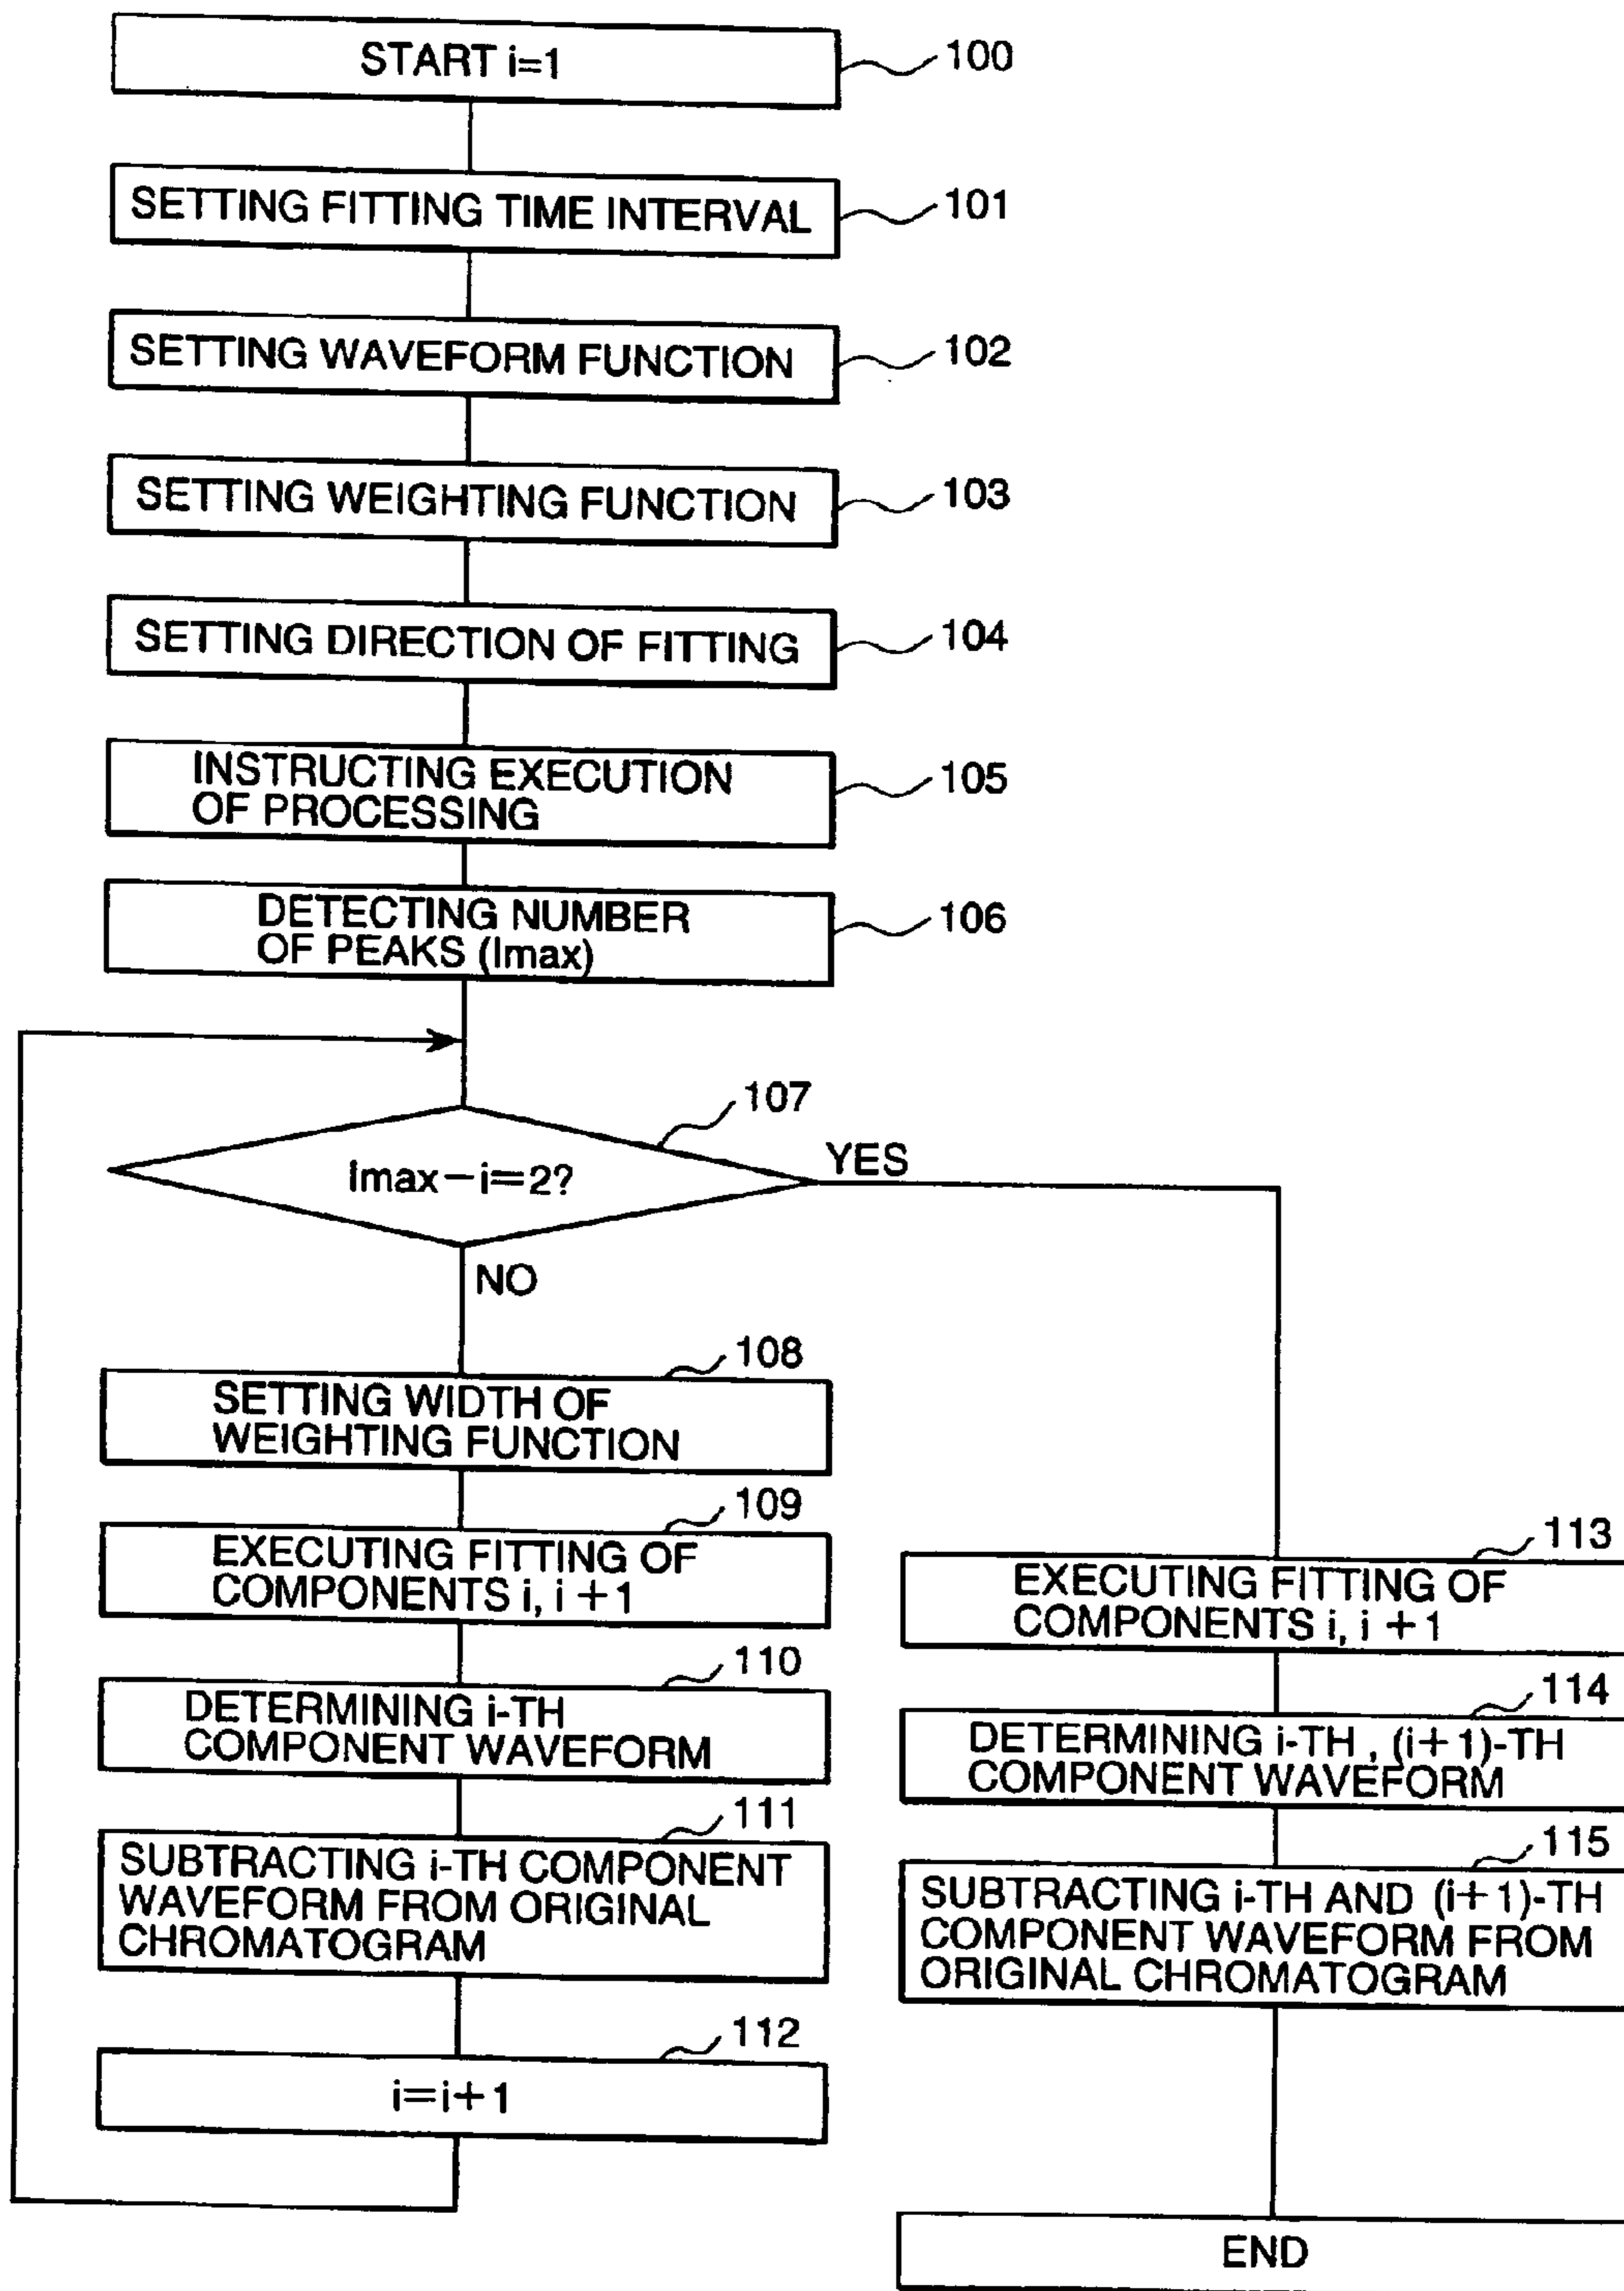 START i=1
100
SETTING FITTING TIME INTERVAL
101
SETTING WAVEFORM FUNCTION
102
SETTING WEIGHTING FUNCTION
103
SETTING DIRECTION OF FITTING
104
INSTRUCTING EXECUTION
OF PROCESSING
105
DETECTING NUMBER
OF PEAKS (Imax)
106
107
Imax−i=2?
YES
NO
108
SETTING WIDTH OF
WEIGHTING FUNCTION
109
EXECUTING FITTING OF
COMPONENTS i, i +1
110
DETERMINING i-TH
COMPONENT WAVEFORM
111
SUBTRACTING i-TH COMPONENT
WAVEFORM FROM ORIGINAL
CHROMATOGRAM
112
i=i+1
113
EXECUTING FITTING OF
COMPONENTS i, i +1
114
DETERMINING i-TH , (i+1)-TH
COMPONENT WAVEFORM
115
SUBTRACTING i-TH AND (i+1)-TH
COMPONENT WAVEFORM FROM
ORIGINAL CHROMATOGRAM
END